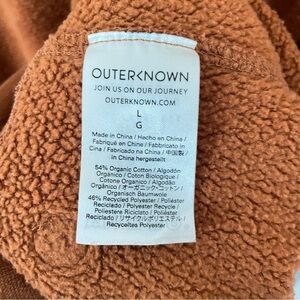 OUTERKNOWN
JOIN US ON OUR JOURNEY
OUTERKNOWN.COM
L
G
Made in China / Hecho en China /
Fabriqué en Chine / Fabbricato in
Cina / Fabricado na China / 中国製 /
In China hergestellt
54% Organic Cotton / Algodón
Orgánico / Coton Biologique /
Cotone Organico / Algodão
Orgânico / オーガニック・コットン /
Organisch Baumwole
46% Recycled Polyester / Poliéster
Reciclado / Polyester Recyclé /
Poliestere Riciclato / Poliéster
Reciclado / リサイクルポリエステル /
Recyceltes Polyester